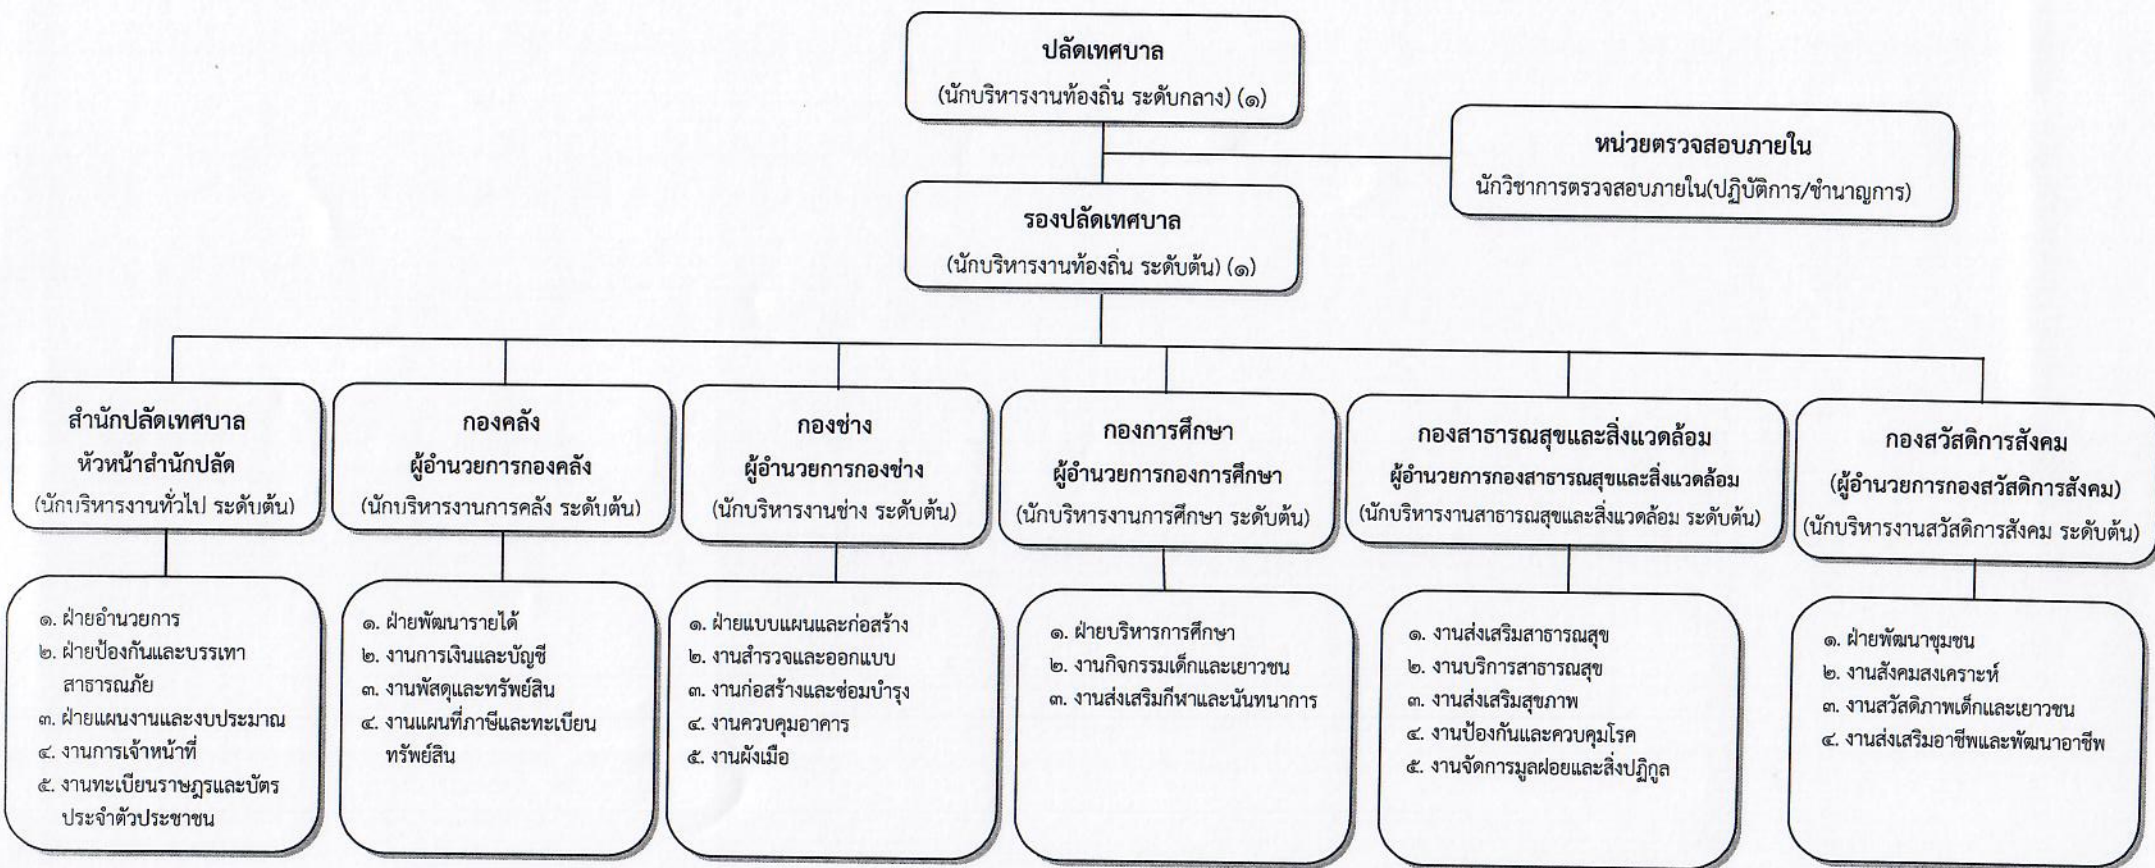 ปลัดเทศบาล
(นักบริหารงานท้องถิ่น ระดับกลาง) (๑)
หน่วยตรวจสอบภายใน
นักวิชาการตรวจสอบภายใน(ปฏิบัติการ/ชำนาญการ)
รองปลัดเทศบาล
(นักบริหารงานท้องถิ่น ระดับต้น) (๑)
สำนักปลัดเทศบาล
หัวหน้าสำนักปลัด
(นักบริหารงานทั่วไป ระดับต้น)
กองคลัง
ผู้อำนวยการกองคลัง
(นักบริหารงานการคลัง ระดับต้น)
กองช่าง
ผู้อำนวยการกองช่าง
(นักบริหารงานช่าง ระดับต้น)
กองการศึกษา
ผู้อำนวยการกองการศึกษา
(นักบริหารงานการศึกษา ระดับต้น)
กองสาธารณสุขและสิ่งแวดล้อม
ผู้อำนวยการกองสาธารณสุขและสิ่งแวดล้อม
(นักบริหารงานสาธารณสุขและสิ่งแวดล้อม ระดับต้น)
กองสวัสดิการสังคม
(ผู้อำนวยการกองสวัสดิการสังคม)
(นักบริหารงานสวัสดิการสังคม ระดับต้น)
๑. ฝ่ายอำนวยการ
๒. ฝ่ายป้องกันและบรรเทา
สาธารณภัย
๓. ฝ่ายแผนงานและงบประมาณ
๔. งานการเจ้าหน้าที่
๕. งานทะเบียนราษฎรและบัตร
ประจำตัวประชาชน
๑. ฝ่ายพัฒนารายได้
๒. งานการเงินและบัญชี
๓. งานพัสดุและทรัพย์สิน
๔. งานแผนที่ภาษีและทะเบียน
ทรัพย์สิน
๑. ฝ่ายแบบแผนและก่อสร้าง
๒. งานสำรวจและออกแบบ
๓. งานก่อสร้างและซ่อมบำรุง
๔. งานควบคุมอาคาร
๕. งานผังเมือ
๑. ฝ่ายบริหารการศึกษา
๒. งานกิจกรรมเด็กและเยาวชน
๓. งานส่งเสริมกีฬาและนันทนาการ
๑. งานส่งเสริมสาธารณสุข
๒. งานบริการสาธารณสุข
๓. งานส่งเสริมสุขภาพ
๔. งานป้องกันและควบคุมโรค
๕. งานจัดการมูลฝอยและสิ่งปฏิกูล
๑. ฝ่ายพัฒนาชุมชน
๒. งานสังคมสงเคราะห์
๓. งานสวัสดิภาพเด็กและเยาวชน
๔. งานส่งเสริมอาชีพและพัฒนาอาชีพ